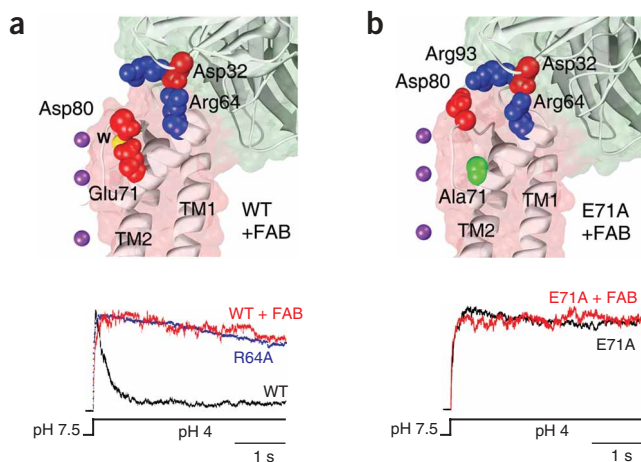 a
Asp32
Arg64
Asp80
W
Glu71
TM1
TM2
WT
+FAB
WT + FAB
R64A
WT
pH 7.5
pH 4
1 s
b
Arg93
Asp32
Asp80
Arg64
Ala71
TM1
TM2
E71A
+FAB
E71A + FAB
E71A
pH 7.5
pH 4
1 s